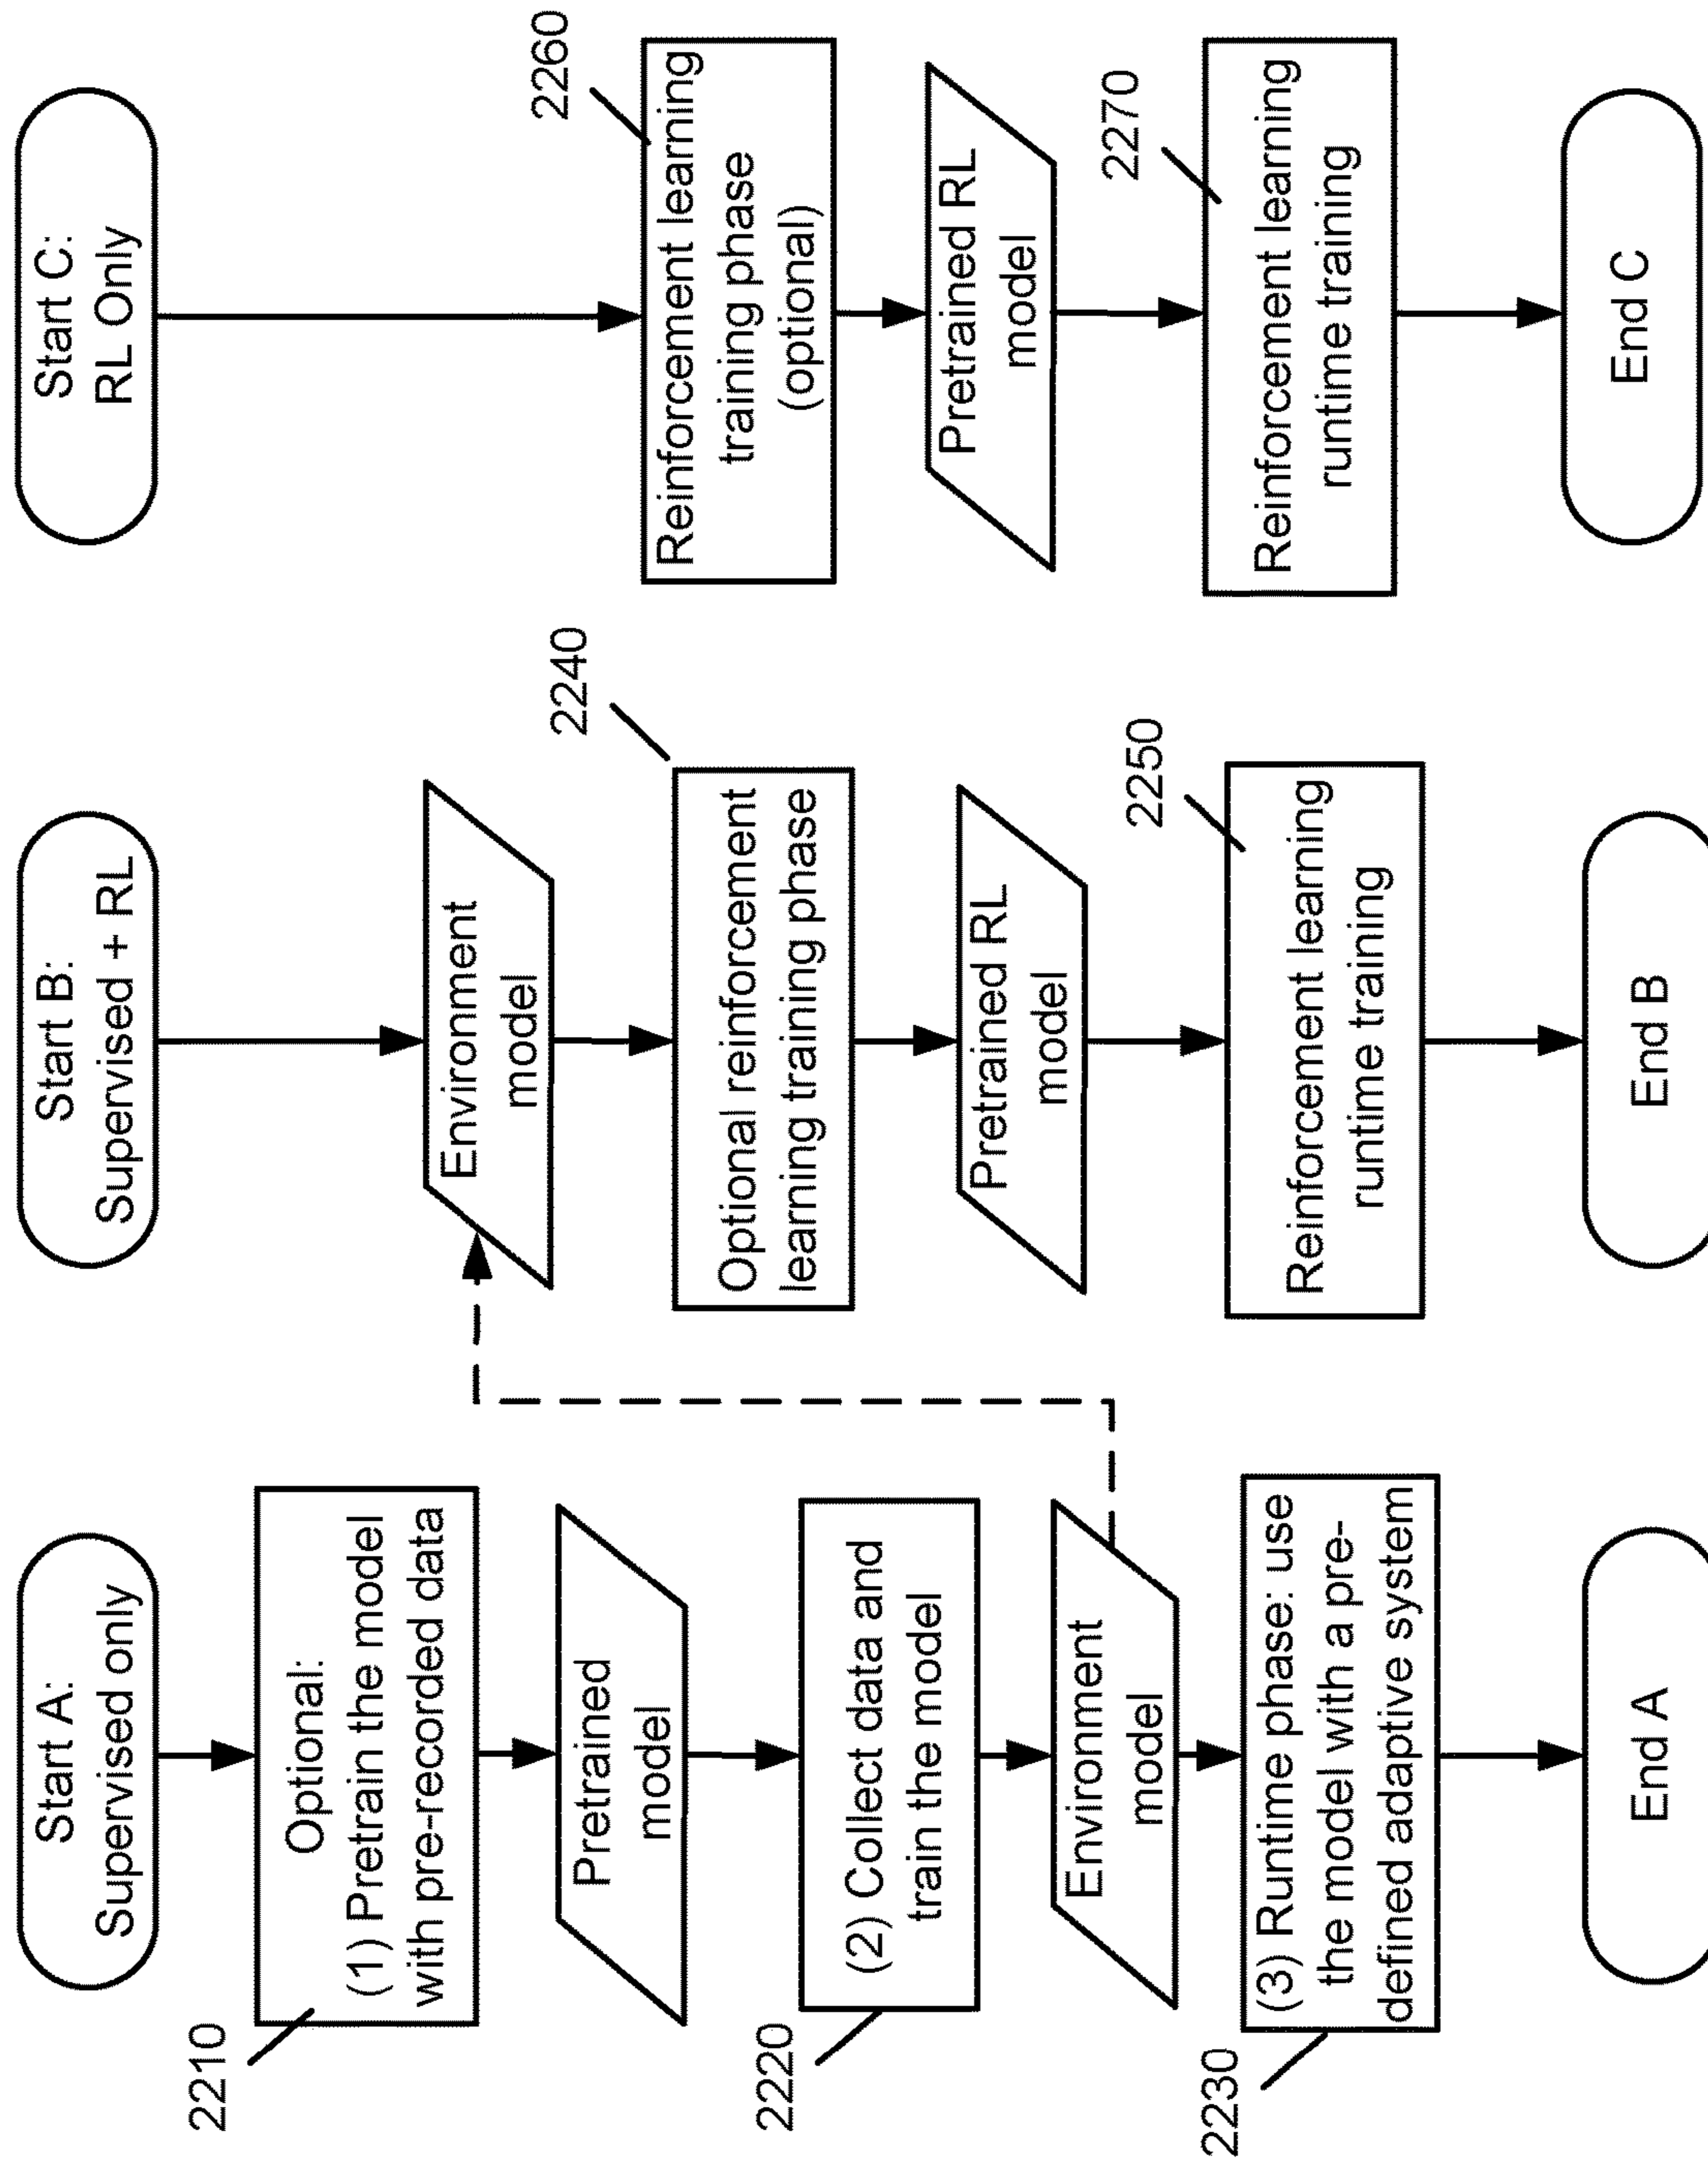 Start A:
Supervised only
2210
Optional:
(1) Pretrain the model
with pre-recorded data
Pretrained
model
2220
(2) Collect data and
train the model
Environment
model
2230
(3) Runtime phase: use
the model with a pre-
defined adaptive system
End A
Start B:
Supervised + RL
Environment
model
2240
Optional reinforcement
learning training phase
Pretrained RL
model
2250
Reinforcement learning
runtime training
End B
Start C:
RL Only
2260
Reinforcement learning
training phase
(optional)
Pretrained RL
model
2270
Reinforcement learning
runtime training
End C